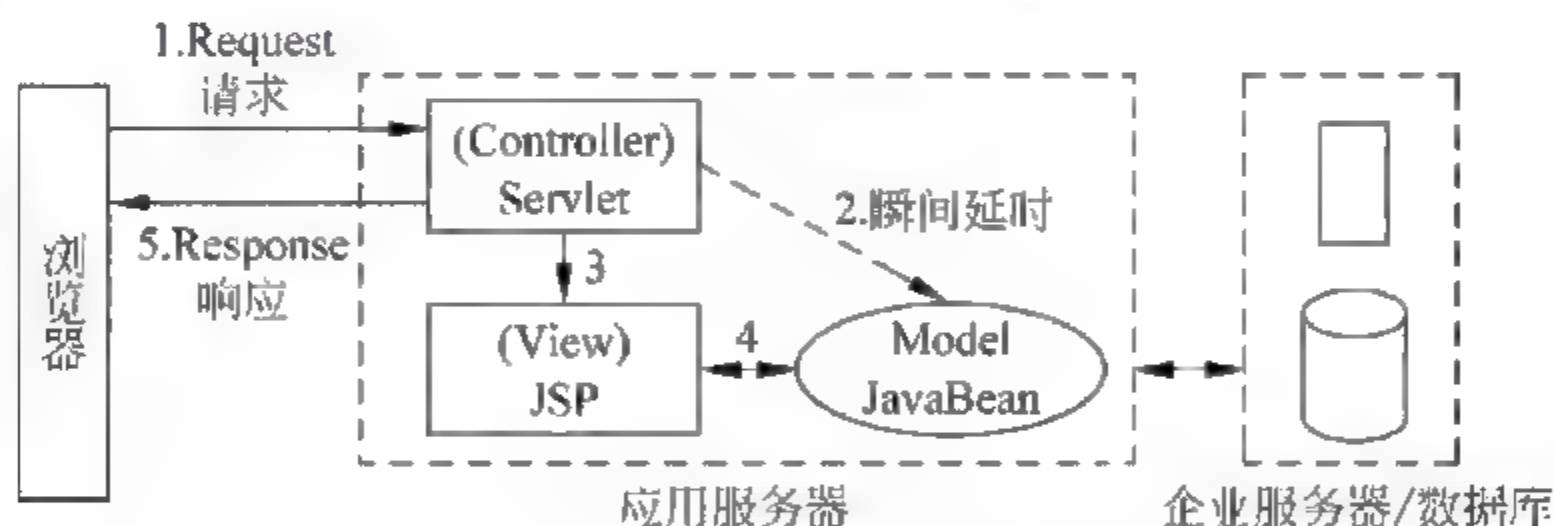 1.Request
请求
(Controller)
Servlet
2.瞬间延时
浏览器
5.Response
响应
3
(View)
JSP
4
Model
JavaBean
应用服务器
企业服务器/数据库